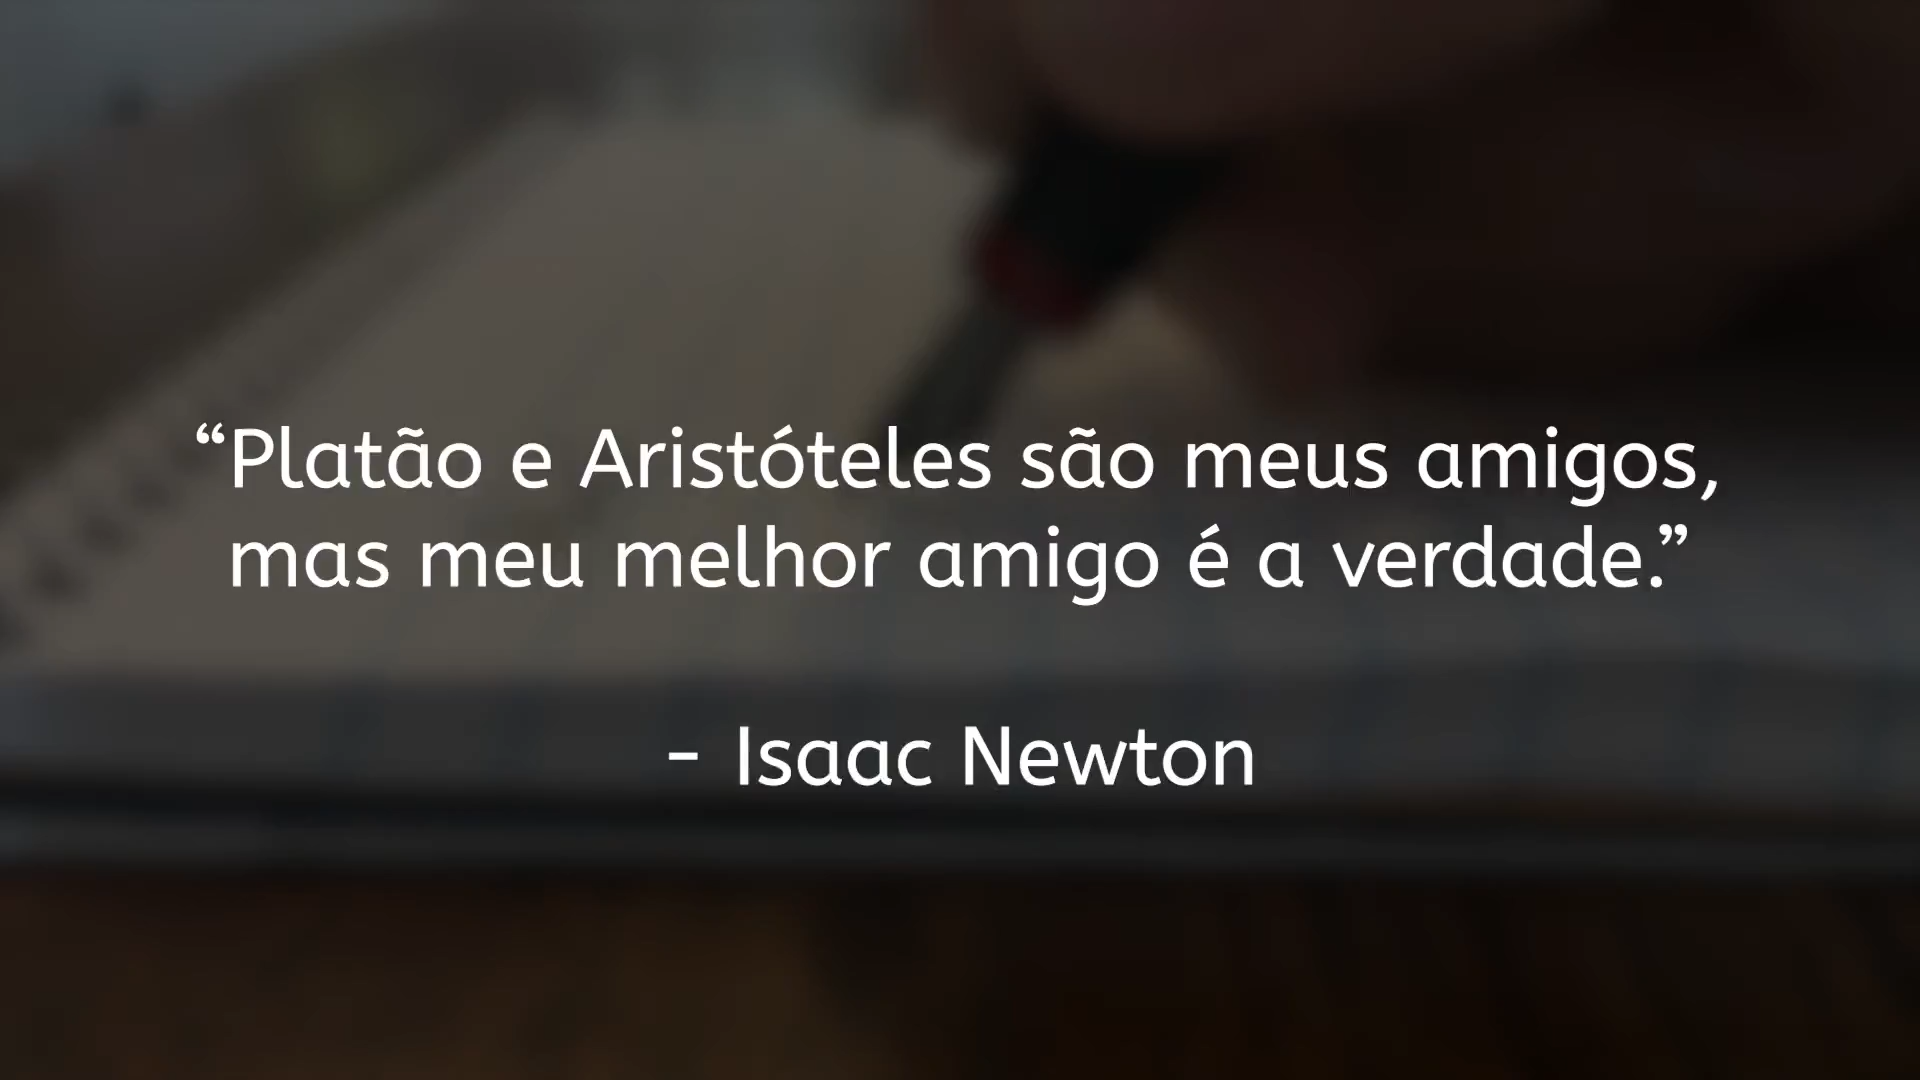 “Platão e Aristóteles são meus amigos,
mas meu melhor amigo é a verdade.”
- Isaac Newton